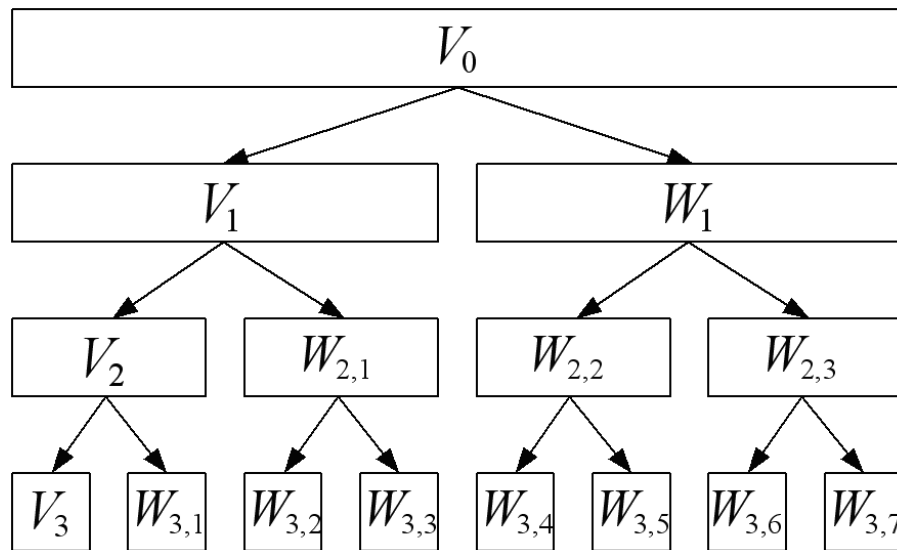 V₀
V₁ W₁
V₂ W₂,₁ W₂,₂ W₂,₃
V₃ W₃,₁ W₃,₂ W₃,₃ W₃,₄ W₃,₅ W₃,₆ W₃,₇